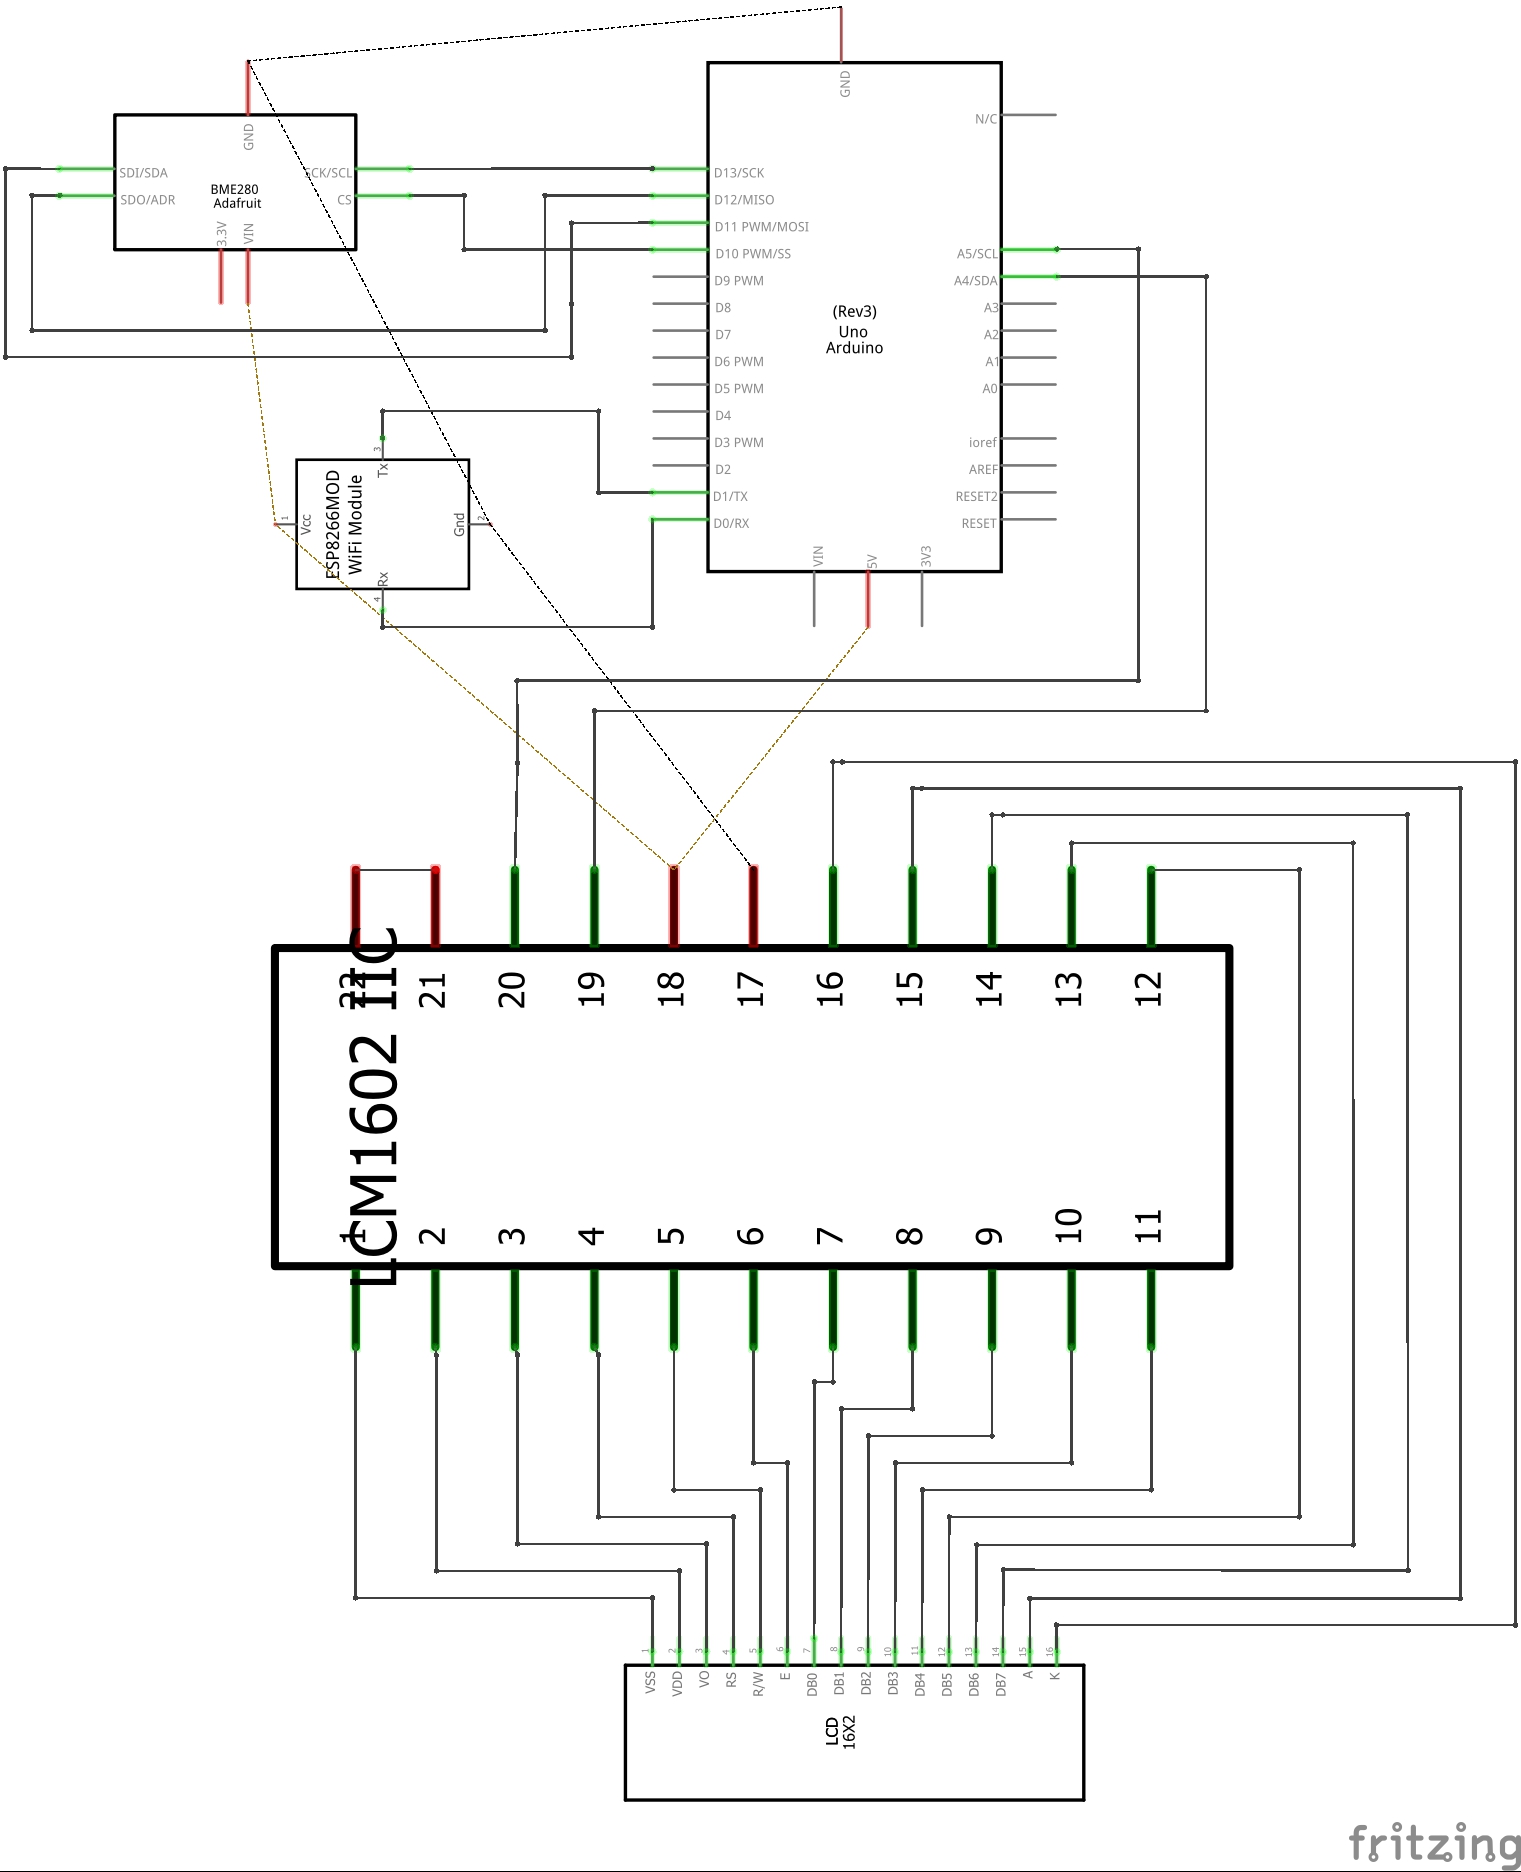 GND
N/C
SDI/SDA
SCK/SCL
D13/SCK
SDO/ADR
BME280
Adafruit
CS
D12/MISO
3.3V
VIN
D11 PWM/MOSI
D10 PWM/SS
A5/SCL
D9 PWM
A4/SDA
D8
(Rev3)
Uno
Arduino
A3
D7
A2
D6 PWM
A1
D5 PWM
A0
D4
D3 PWM
ioref
D2
AREF
D1/TX
RESET2
D0/RX
RESET
VIN
5V
3V3
GND
3
Tx
1
Vcc
ESP8266MOD
WiFi Module
Gnd
2
Rx
4
22
21
20
19
18
17
16
15
14
13
12
LCM1602 IIC
1
2
3
4
5
6
7
8
9
10
11
1
2
3
4
5
6
7
8
9
10
11
12
13
14
15
16
VSS
VDD
VO
RS
R/W
E
DB0
DB1
DB2
DB3
DB4
DB5
DB6
DB7
A
K
LCD
16X2
fritzing